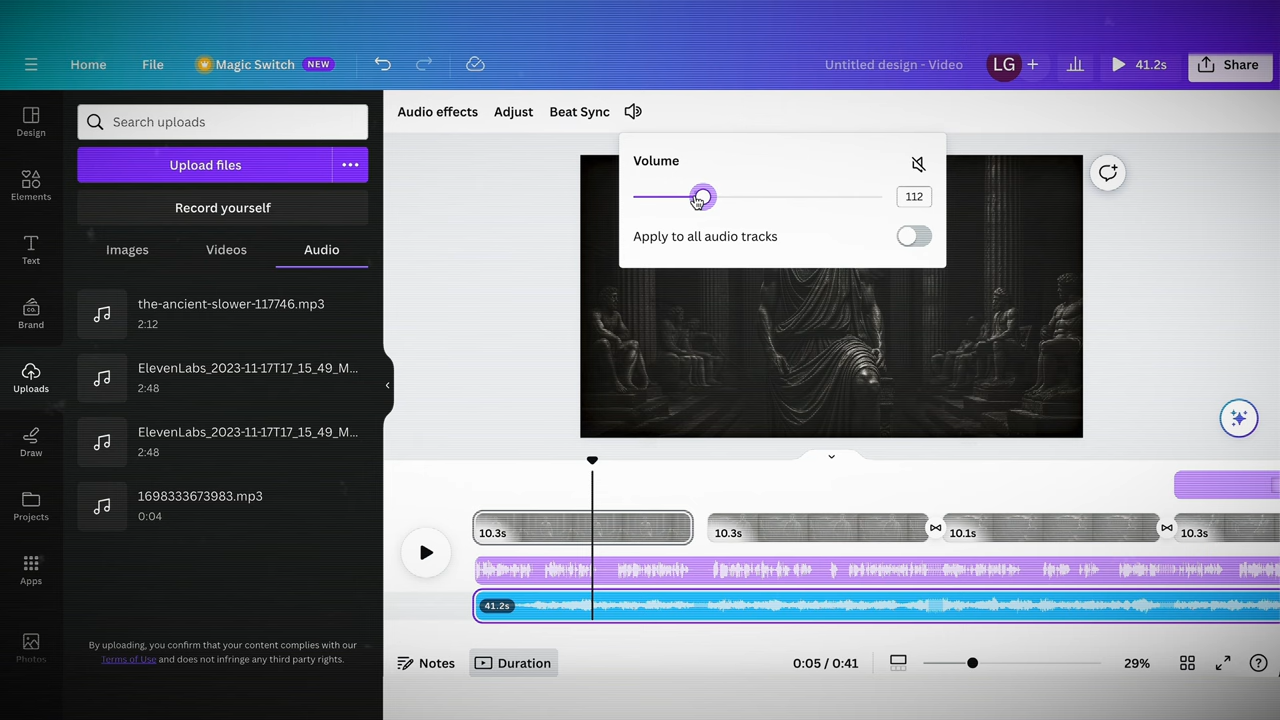 Home File Magic Switch NEW Untitled design - Video LG 41.2s Share
Design
Elements
Text
Brand
CO.
Uploads
Draw
Projects
Apps
Photos
Search uploads
Upload files
Record yourself
Images Videos Audio
the-ancient-slower-117746.mp3
2:12
ElevenLabs_2023-11-17T17_15_49_M...
2:48
ElevenLabs_2023-11-17T17_15_49_M...
2:48
1698333673983.mp3
0:04
By uploading, you confirm that your content complies with our
Terms of Use and does not infringe any third party rights.
Audio effects Adjust Beat Sync
Volume
112
Apply to all audio tracks
10.3s 10.3s 10.1s 10.3s
41.2s
Notes Duration 0:05 / 0:41 29%